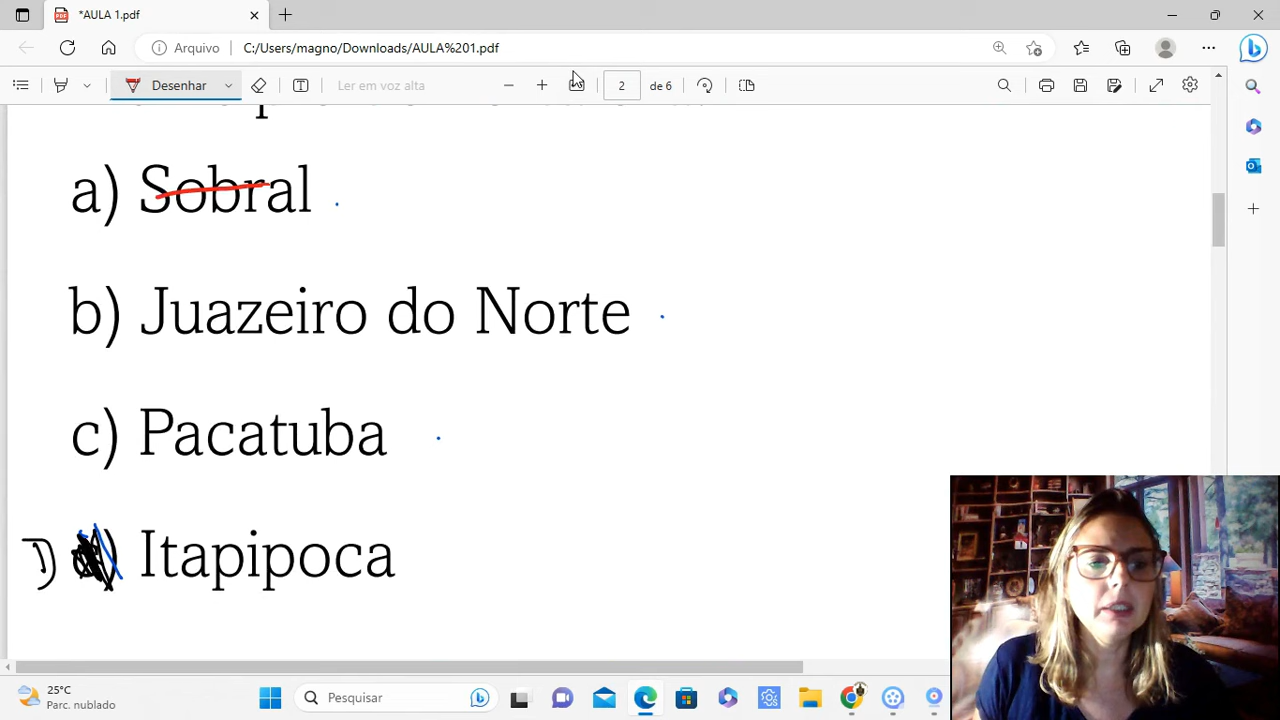 *AULA 1.pdf
Arquivo C:/Users/magno/Downloads/AULA%201.pdf
Desenhar Ler em voz alta 2 de 6
a) Sobral
b) Juazeiro do Norte
c) Pacatuba
D) Itapipoca
25°C
Parc. nublado
Pesquisar